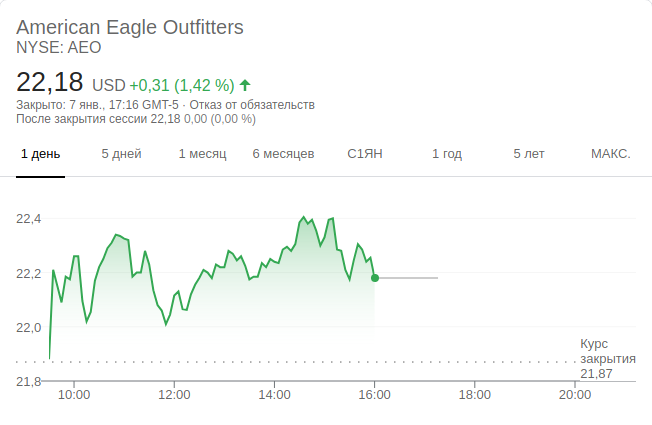 American Eagle Outfitters
NYSE: AEO
22,18 USD +0,31 (1,42 %)
Закрыто: 7 янв., 17:16 GMT-5 · Отказ от обязательств
После закрытия сессии 22,18 0,00 (0,00 %)
1 день 5 дней 1 месяц 6 месяцев С1ЯН 1 год 5 лет МАКС.
22,4
22,2
22,0
Курс
закрытия
21,87
21,8
10:00 12:00 14:00 16:00 18:00 20:00